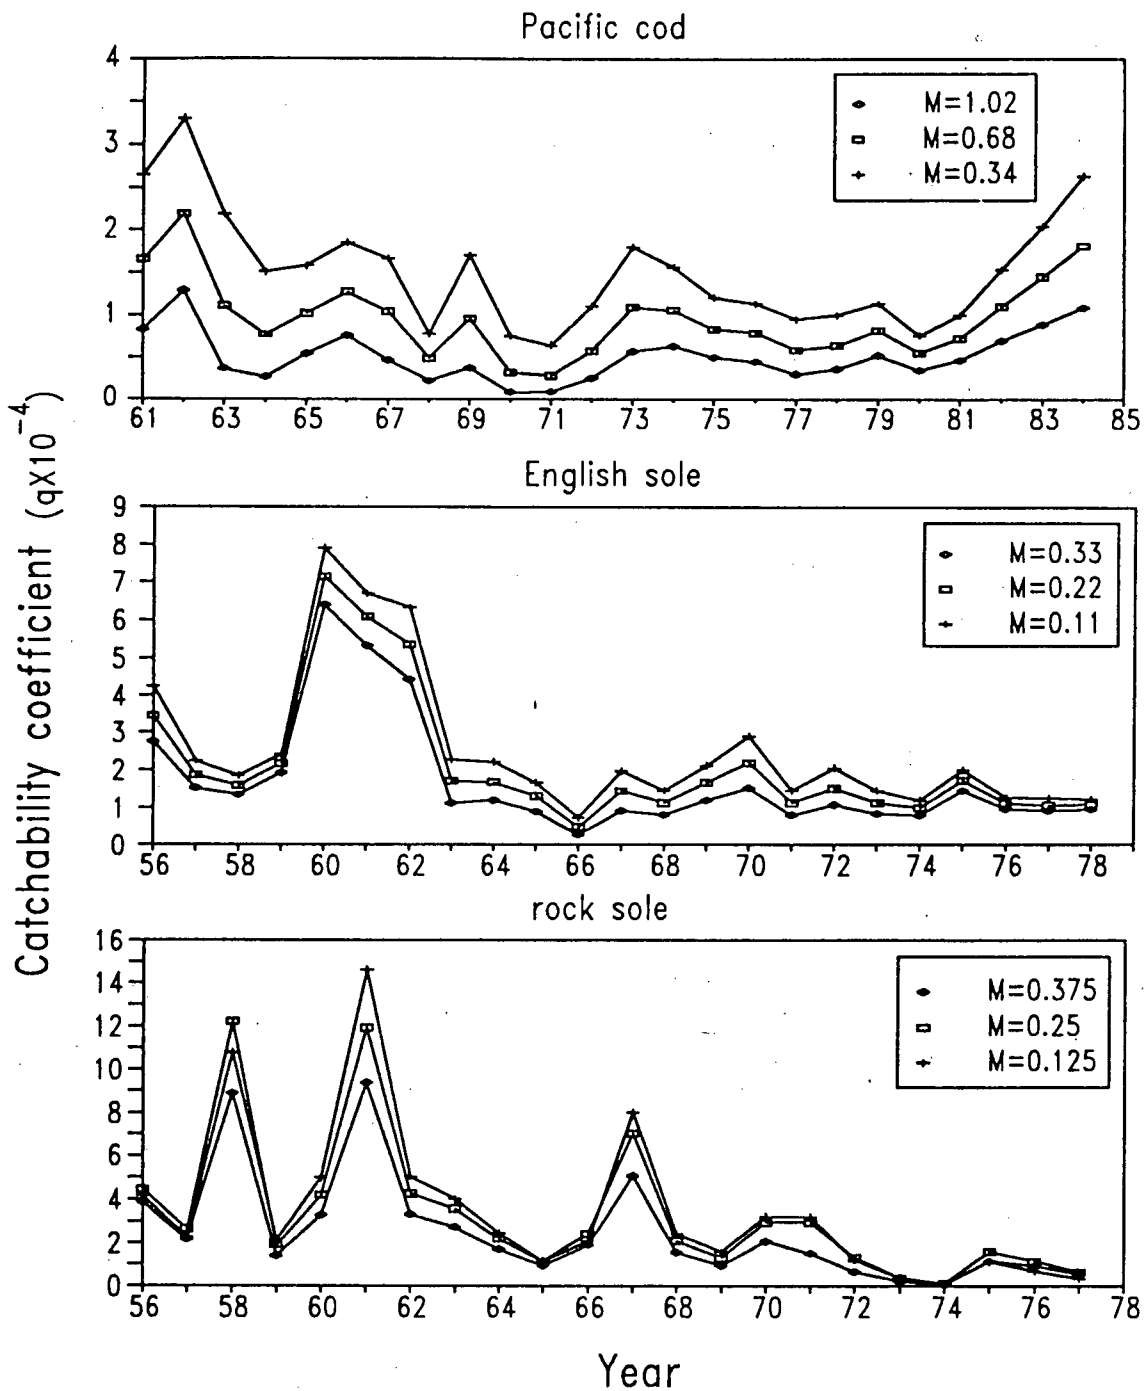 Pacific cod
4
3
2
1
0
M=1.02
M=0.68
M=0.34
61 63 65 67 69 71 73 75 77 79 81 83 85
Catchability coefficient (qX10⁻⁴)
English sole
9
8
7
6
5
4
3
2
1
0
M=0.33
M=0.22
M=0.11
56 58 60 62 64 66 68 70 72 74 76 78
rock sole
16
14
12
10
8
6
4
2
0
M=0.375
M=0.25
M=0.125
56 58 60 62 64 66 68 70 72 74 76 78
Year